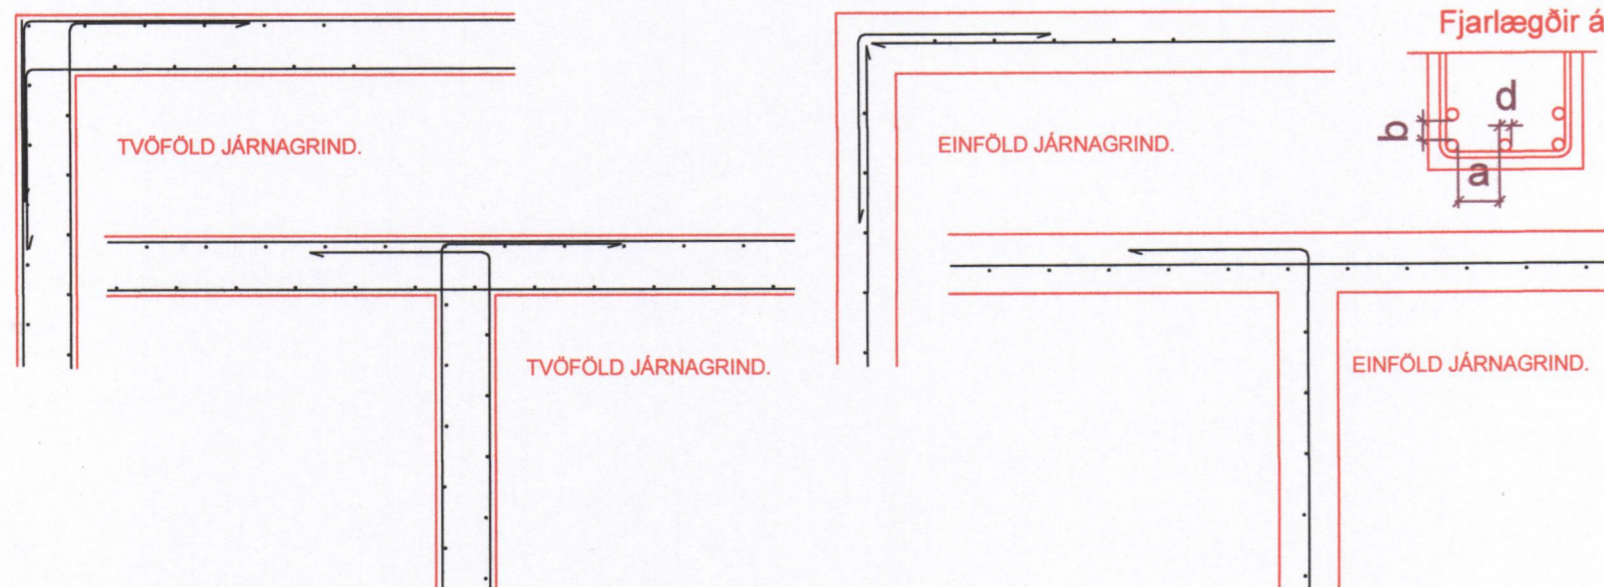 Fjarlægðir á
TVÖFÖLD JÁRNAGRIND.
EINFÖLD JÁRNAGRIND.
d
b
a
TVÖFÖLD JÁRNAGRIND.
EINFÖLD JÁRNAGRIND.